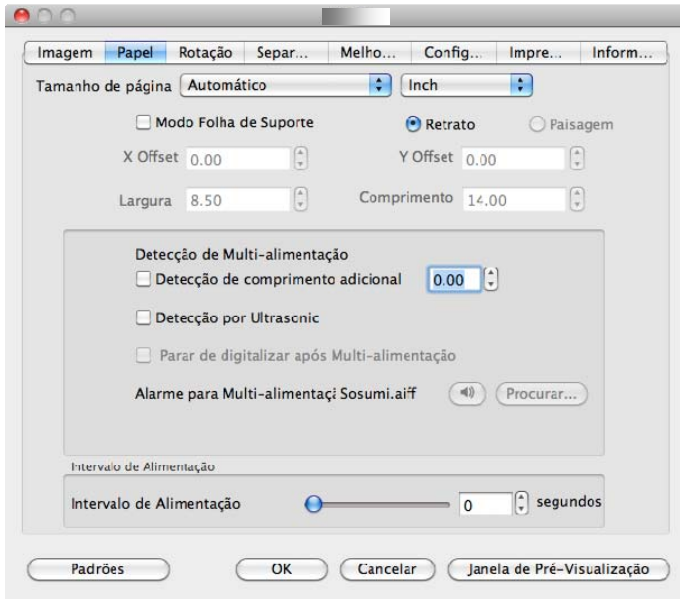 Imagem Papel Rotação Separ... Melho... Config... Impre... Inform...
Tamanho de página Automático Inch
Modo Folha de Suporte Retrato Paisagem
X Offset 0.00 Y Offset 0.00
Largura 8.50 Comprimento 14.00
Detecção de Multi-alimentação
Detecção de comprimento adicional 0.00
Detecção por Ultrasonic
Parar de digitalizar após Multi-alimentação
Alarme para Multi-alimentaçã Sosumi.aiff Procurar...
Intervalo de Alimentação
Intervalo de Alimentação 0 segundos
Padrões OK Cancelar Janela de Pré-Visualização